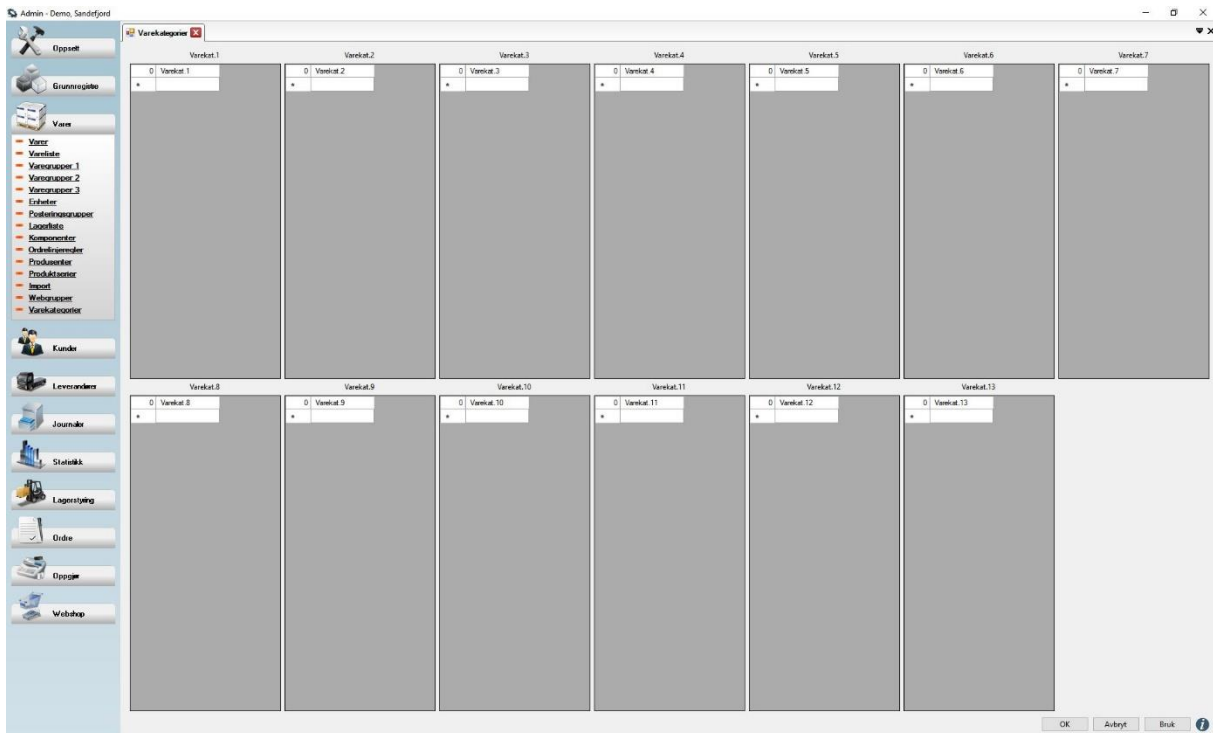 Admin - Demo, Sandefjord
Oppsett
Grunnregistre
Varer
Varer
Vareliste
Varegrupper 1
Varegrupper 2
Varegrupper 3
Enheter
Posteringsgrupper
Lagerliste
Komponenter
Ordrelinjeregler
Produsenter
Produktserier
Import
Webgrupper
Varekategorier
Kunder
Leverandører
Journaler
Statistikk
Lagerstyring
Ordre
Oppgjør
Webshop
Varekategorier
Varekat.1 Varekat.2 Varekat.3 Varekat.4 Varekat.5 Varekat.6 Varekat.7
0 Varekat.1 0 Varekat.2 0 Varekat.3 0 Varekat.4 0 Varekat.5 0 Varekat.6 0 Varekat.7
* * * * * * *
Varekat.8 Varekat.9 Varekat.10 Varekat.11 Varekat.12 Varekat.13
0 Varekat.8 0 Varekat.9 0 Varekat.10 0 Varekat.11 0 Varekat.12 0 Varekat.13
* * * * * *
OK Avbryt Bruk